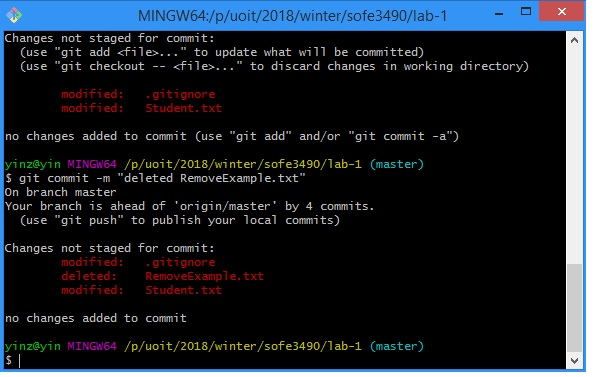 MINGW64:/p/uoit/2018/winter/sofe3490/lab-1
Changes not staged for commit:
(use "git add <file>..." to update what will be committed)
(use "git checkout -- <file>..." to discard changes in working directory)
modified: .gitignore
modified: Student.txt
no changes added to commit (use "git add" and/or "git commit -a")
yinz@yin MINGW64 /p/uoit/2018/winter/sofe3490/lab-1 (master)
$ git commit -m "deleted RemoveExample.txt"
On branch master
Your branch is ahead of 'origin/master' by 4 commits.
(use "git push" to publish your local commits)
Changes not staged for commit:
modified: .gitignore
deleted: RemoveExample.txt
modified: Student.txt
no changes added to commit
yinz@yin MINGW64 /p/uoit/2018/winter/sofe3490/lab-1 (master)
$